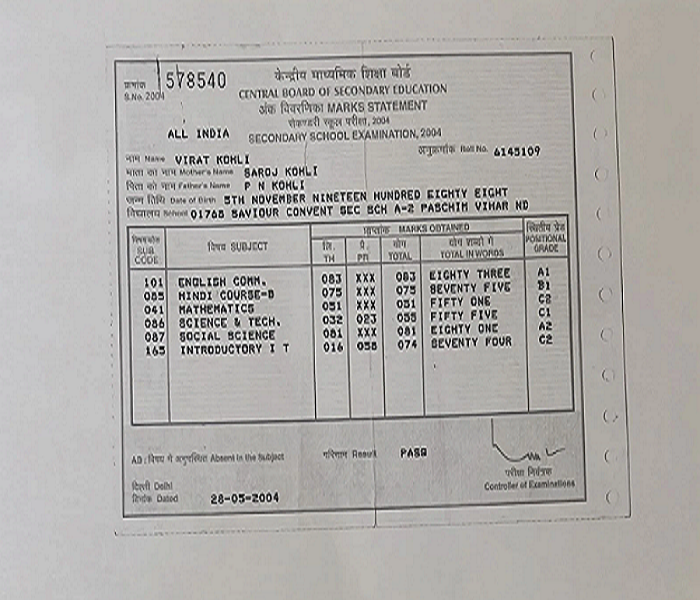 क्रमांक 578540 केन्द्रीय माध्यमिक शिक्षा बोर्ड
S.No. 2004 CENTRAL BOARD OF SECONDARY EDUCATION
अंक विवरणिका MARKS STATEMENT
सेकण्डरी स्कूल परीक्षा, 2004
ALL INDIA SECONDARY SCHOOL EXAMINATION, 2004
नाम Name VIRAT KOHLI अनुक्रमांक Roll No. 6145109
माता का नाम Mother's Name SAROJ KOHLI
पिता का नाम Father's Name P N KOHLI
जन्म तिथि Date of Birth 5TH NOVEMBER NINETEEN HUNDRED EIGHTY EIGHT
विद्यालय School 01765 SAVIOUR CONVENT SEC SCH A-2 PASCHIM VIHAR ND
प्राप्तांक MARKS OBTAINED
विषय कोड SUB CODE विषय SUBJECT लि. TH प्रै. PR योग TOTAL योग शब्दों में TOTAL IN WORDS स्थितीय ग्रेड POSITIONAL GRADE
101 ENGLISH COMM. 083 XXX 083 EIGHTY THREE A1
085 HINDI COURSE-B 075 XXX 075 SEVENTY FIVE B1
041 MATHEMATICS 051 XXX 051 FIFTY ONE C2
086 SCIENCE & TECH. 032 023 055 FIFTY FIVE C1
087 SOCIAL SCIENCE 081 XXX 081 EIGHTY ONE A2
165 INTRODUCTORY I T 016 058 074 SEVENTY FOUR C2
AB : विषय में अनुपस्थित Absent in the Subject परिणाम Result PASS
परीक्षा नियंत्रक
दिल्ली Delhi Controller of Examinations
दिनांक Dated 28-05-2004